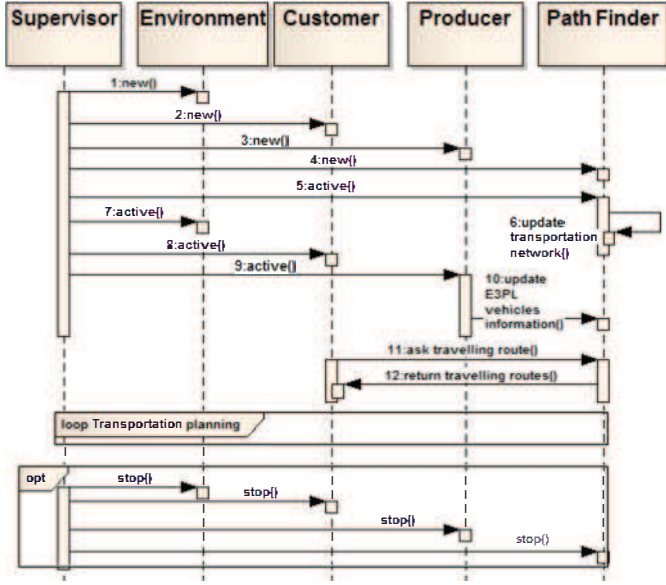 Supervisor Environment Customer Producer Path Finder
1:new()
2:new()
3:new()
4:new()
5:active()
7:active()
6:update
transportation
network()
8:active()
9:active()
10:update
E3PL
vehicles
information()
11:ask travelling route()
12:return travelling routes()
loop Transportation planning
opt
stop()
stop()
stop()
stop()